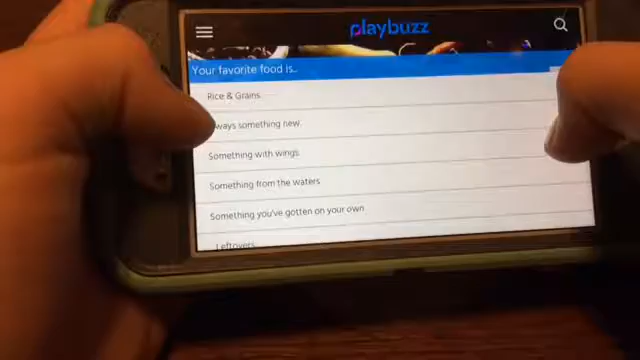 playbuzz
Your favorite food is..
Rice & Grains
ways something new
Something with wings
Something from the waters
Something you've gotten on your own
Leftovers